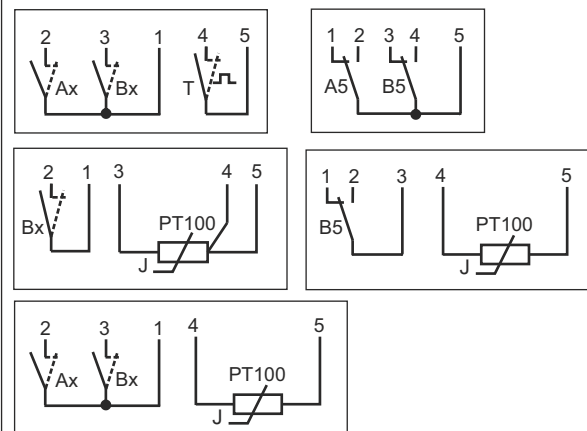 2 3 1 4 5
Ax Bx T
1 2 3 4 5
A5 B5
2 1 3 4 5
Bx PT100
J
1 2 3 4 5
B5 PT100
J
2 3 1 4 5
Ax Bx PT100
J